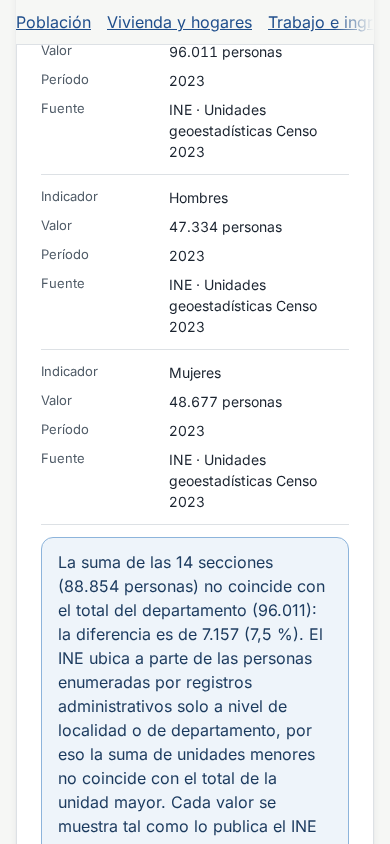 Población Vivienda y hogares Trabajo e ingr
Valor 96.011 personas
Período 2023
Fuente INE · Unidades
geoestadísticas Censo
2023
Indicador Hombres
Valor 47.334 personas
Período 2023
Fuente INE · Unidades
geoestadísticas Censo
2023
Indicador Mujeres
Valor 48.677 personas
Período 2023
Fuente INE · Unidades
geoestadísticas Censo
2023
La suma de las 14 secciones
(88.854 personas) no coincide con
el total del departamento (96.011):
la diferencia es de 7.157 (7,5 %). El
INE ubica a parte de las personas
enumeradas por registros
administrativos solo a nivel de
localidad o de departamento, por
eso la suma de unidades menores
no coincide con el total de la
unidad mayor. Cada valor se
muestra tal como lo publica el INE